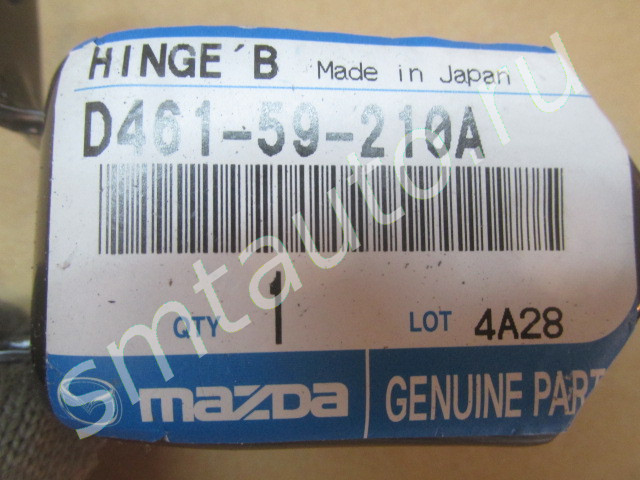 HINGE´B Made in Japan
D461-59-210A
QTY 1 LOT 4A28
mazda GENUINE PART
smtauto.ru